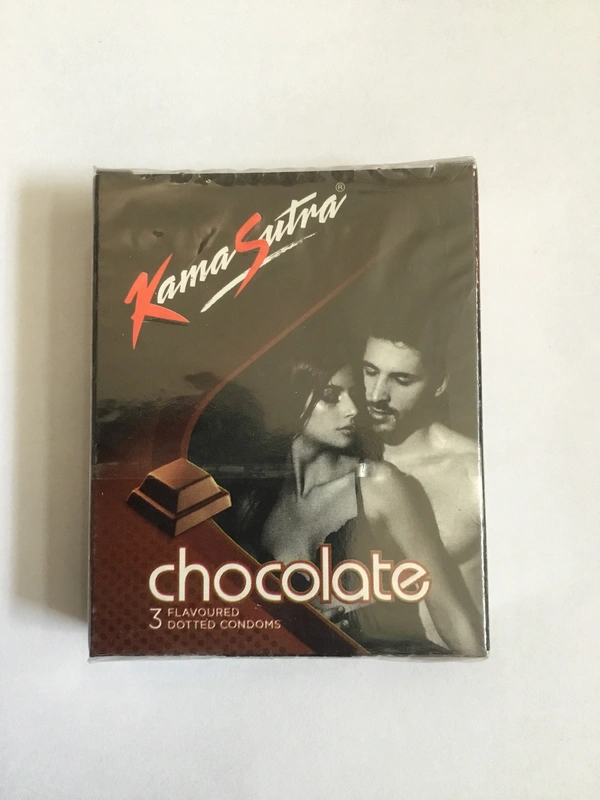 KamaSutra®
chocolate
3 FLAVOURED
DOTTED CONDOMS